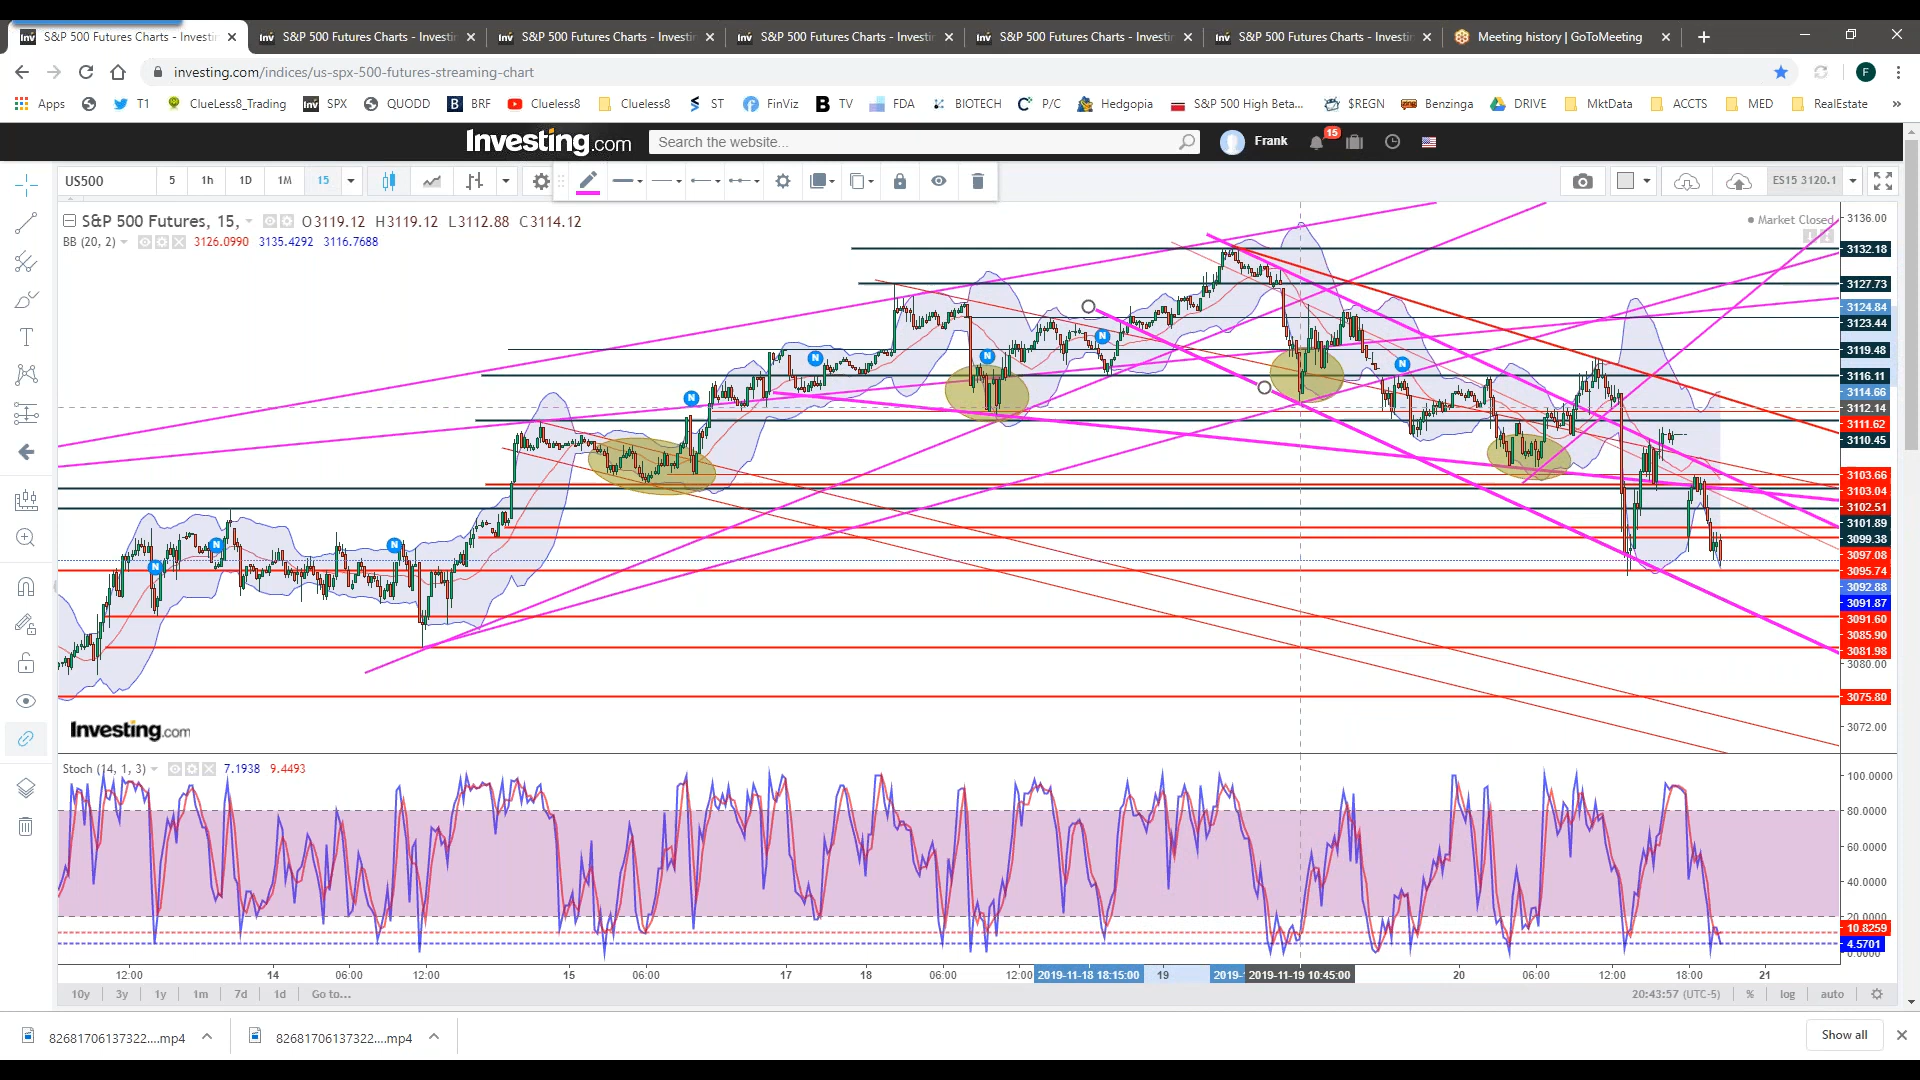 S&P 500 Futures Charts - Investin
S&P 500 Futures Charts - Investin
S&P 500 Futures Charts - Investin
S&P 500 Futures Charts - Investin
S&P 500 Futures Charts - Investin
S&P 500 Futures Charts - Investin
Meeting history | GoToMeeting
investing.com/indices/us-spx-500-futures-streaming-chart
F
Apps T1 ClueLess8_Trading SPX QUODD BRF Clueless8 Clueless8 ST FinViz TV FDA BIOTECH P/C Hedgopia S&P 500 High Beta... $REGN Benzinga DRIVE MktData ACCTS MED RealEstate »
Investing.com Search the website... Frank 15
US500 5 1h 1D 1M 15 ES15 3120.1
S&P 500 Futures, 15, O3119.12 H3119.12 L3112.88 C3114.12
Market Closed
BB (20, 2) 3126.0990 3135.4292 3116.7688
3136.00
3132.18
3127.73
3124.84
3123.44
3119.48
3116.11
3114.66
3112.14
3111.62
3110.45
3103.66
3103.04
3102.51
3101.89
3099.38
3097.08
3095.74
3092.88
3091.87
3091.60
3085.90
3081.98
3080.00
3075.80
3072.00
N
N
N
N
N
N
N
N
Investing.com
Stoch (14, 1, 3) 7.1938 9.4493
100.0000
80.0000
60.0000
40.0000
20.0000
10.8259
4.5701
0.0000
12:00 14 06:00 12:00 15 06:00 17 18 06:00 12:00 2019-11-18 18:15:00 19 2019- 2019-11-19 10:45:00 20 06:00 12:00 18:00 21
10y 3y 1y 1m 7d 1d Go to... 20:43:57 (UTC-5) % log auto
82681706137322....mp4 82681706137322....mp4 Show all